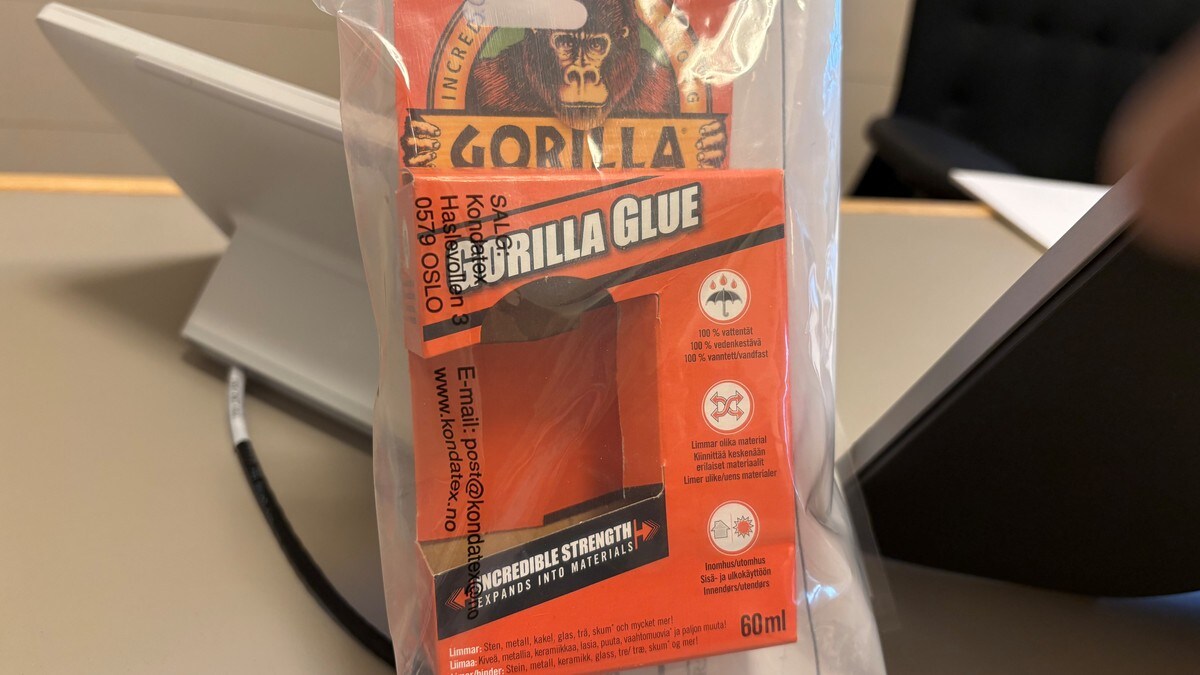 INCRED
GORILLA
GORILLA GLUE
SALG:
Kondatex
Haslevollen 3
0579 OSLO
E-mail: post@kondatex.no
www.kondatex.no
100 % vattentät
100 % vedenkestävä
100 % vanntett/vandfast
Limmar olika material
Kiinnittää keskenään
erilaiset materiaalit
Limer ulike/uens materialer
Inomhus/utomhus
Sisä- ja ulkokäyttöön
Innendørs/utendørs
INCREDIBLE STRENGTH
EXPANDS INTO MATERIALS
60ml
Limmar: Sten, metall, kakel, glas, trä, skum* och mycket mer!
Liimaa: Kiveä, metallia, keramiikkaa, lasia, puuta, vaahtomuovia* ja paljon muuta!
Limer/binder: Stein, metall, keramikk, glass, tre/ træ, skum* og mer!